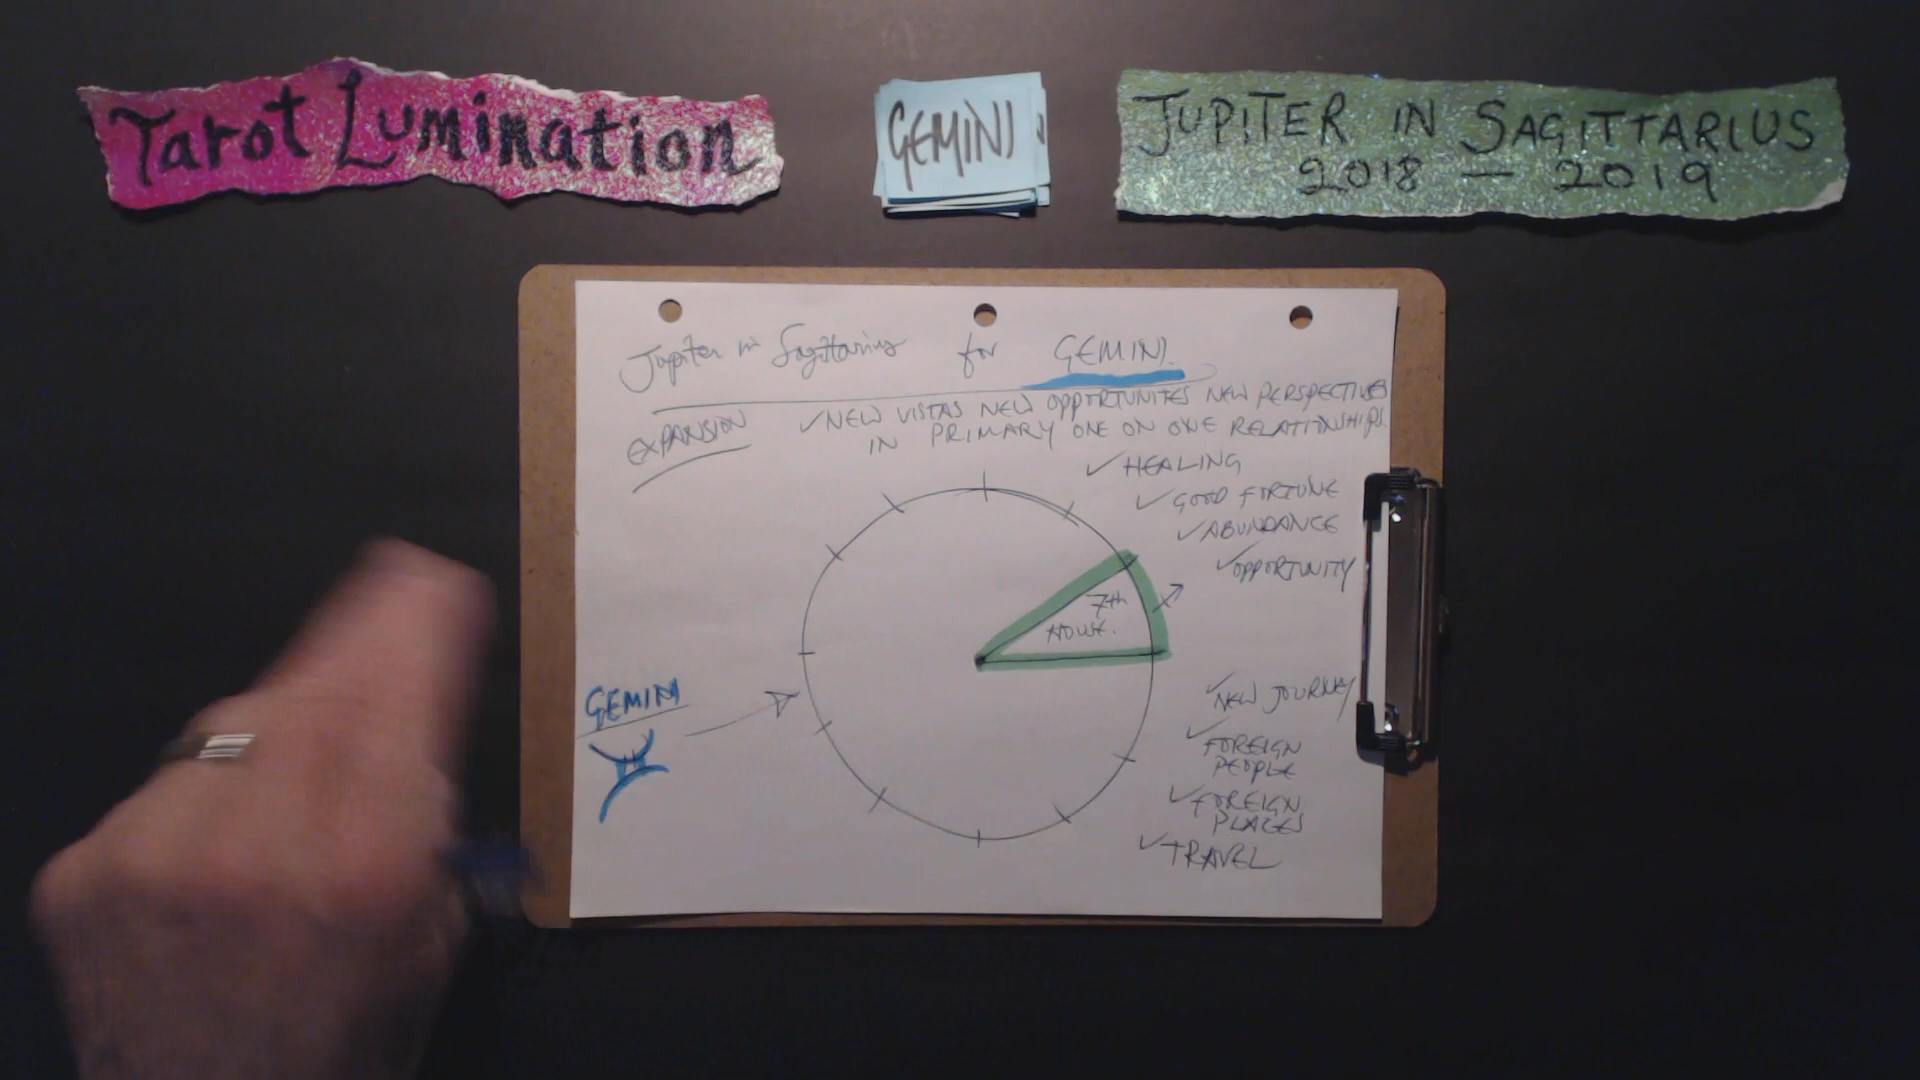 Tarot Lumination
GEMINI
JUPITER IN SAGITTARIUS
2018 — 2019
Jupiter in Sagittarius for GEMINI.
EXPANSION
✓NEW VISTAS NEW OPPORTUNITES NEW PERSPECTIVES
IN PRIMARY ONE ON ONE RELATIONSHIPS.
✓HEALING
✓GOOD FORTUNE
✓ABUNDANCE
✓OPPORTUNITY
7th
HOUSE.
GEMINI
♊
✓NEW JOURNEY
✓FOREIGN
PEOPLE
✓FOREIGN
PLACES
✓TRAVEL